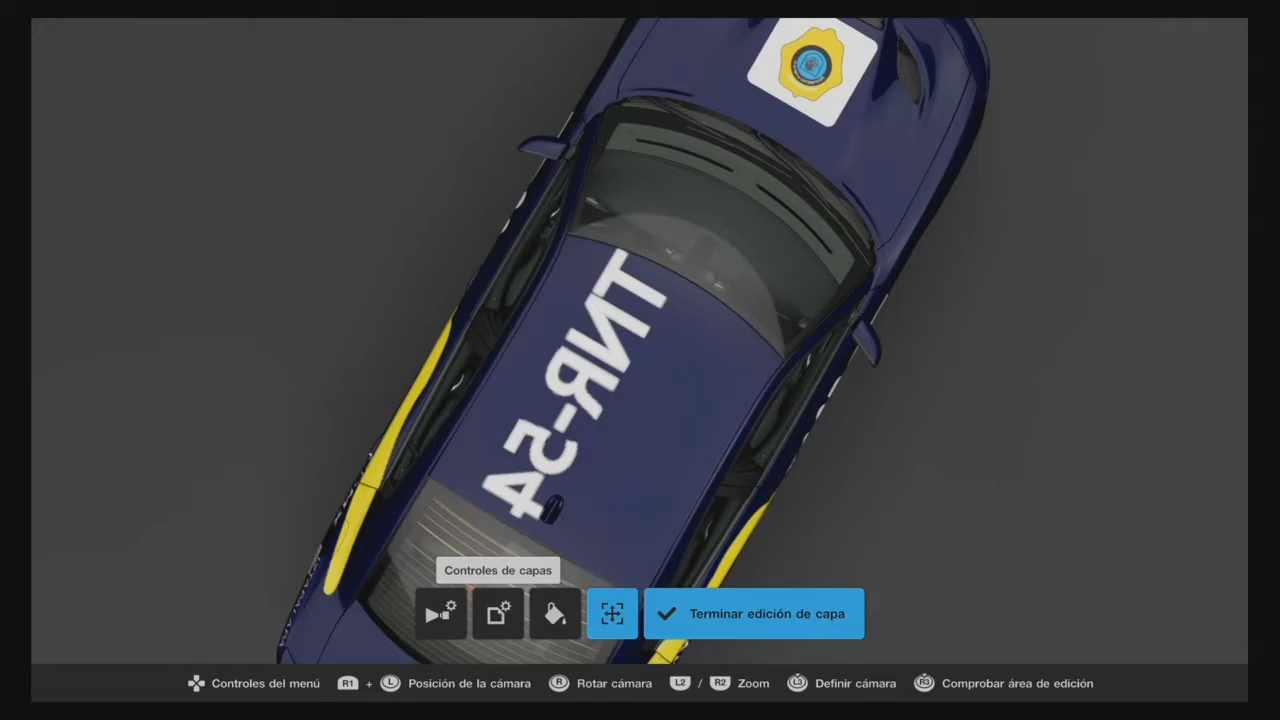 TNR-54
Controles de capas
Terminar edición de capa
Controles del menú
R1 + L Posición de la cámara
R Rotar cámara
L2 / R2 Zoom
L3 Definir cámara
R3 Comprobar área de edición